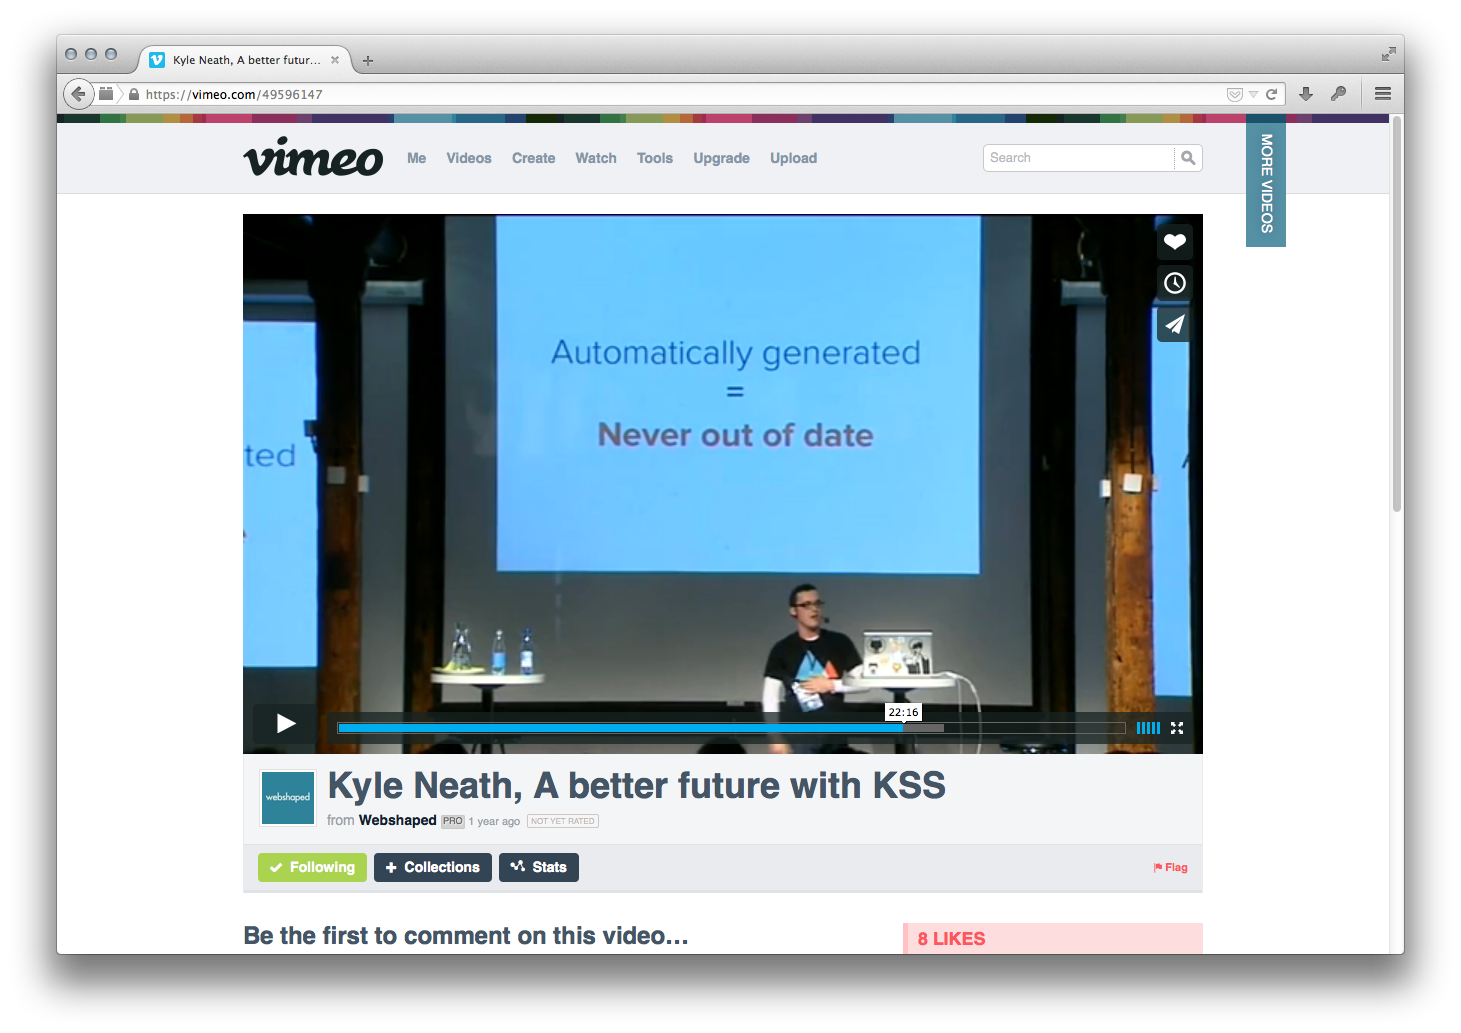 Kyle Neath, A better futur...
https://vimeo.com/49596147
vimeo
Me Videos Create Watch Tools Upgrade Upload
Search
MORE VIDEOS
Automatically generated
=
Never out of date
ted
22:16
webshaped
Kyle Neath, A better future with KSS
from Webshaped PRO 1 year ago NOT YET RATED
Following
Collections
Stats
Flag
Be the first to comment on this video...
8 LIKES